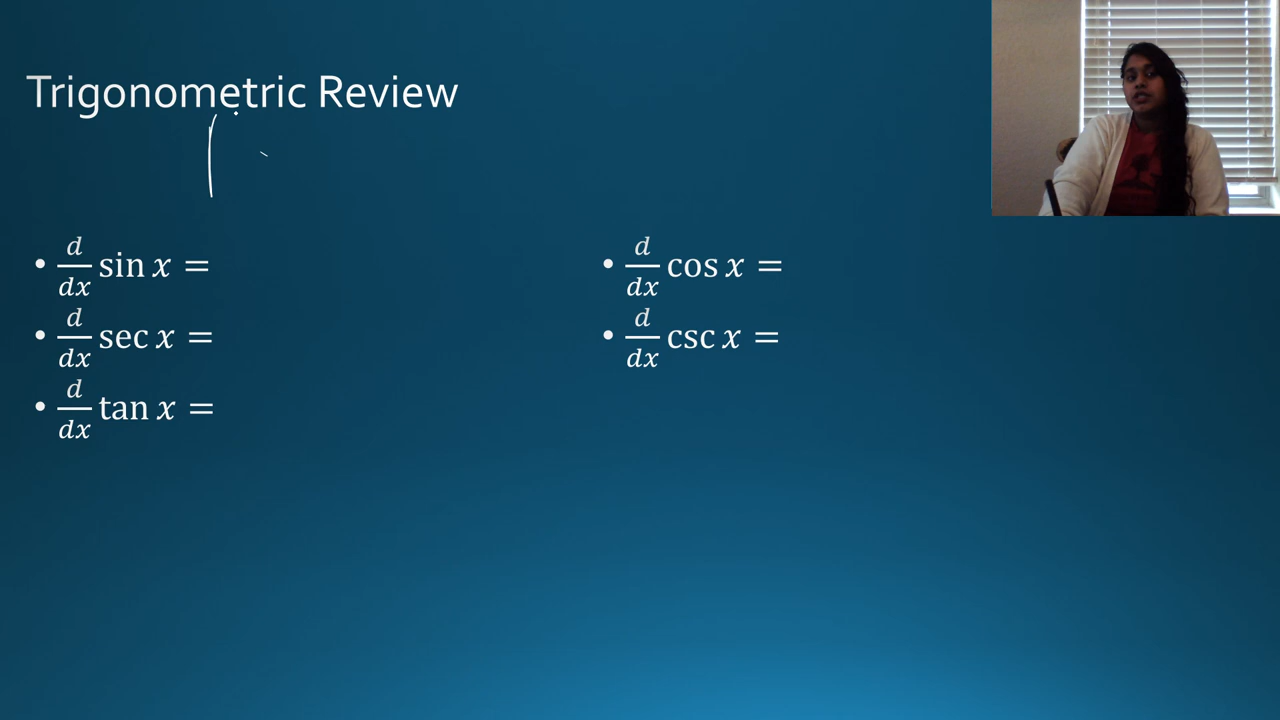 Trigonometric Review
• d/dx sin x =
• d/dx sec x =
• d/dx tan x =
• d/dx cos x =
• d/dx csc x =